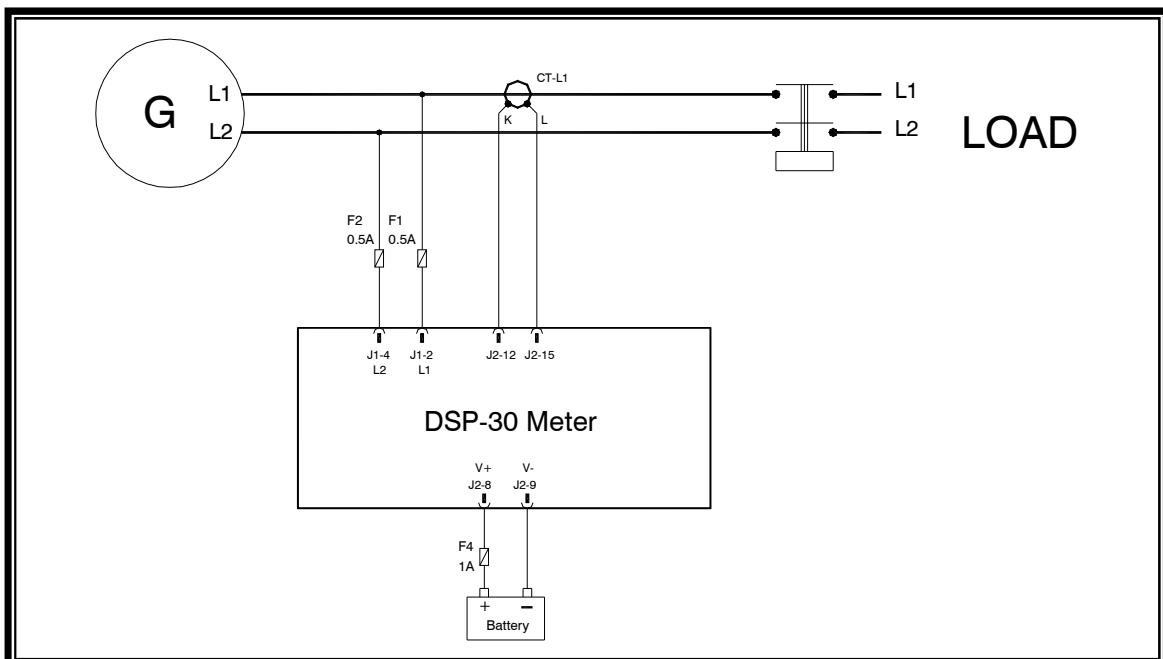 CT-L1
G
L1
L1
K
L
L2
L2
LOAD
F2
F1
0.5A
0.5A
J1-4
J1-2
J2-12
J2-15
L2
L1
DSP-30 Meter
V+
V-
J2-8
J2-9
F4
1A
+
−
Battery